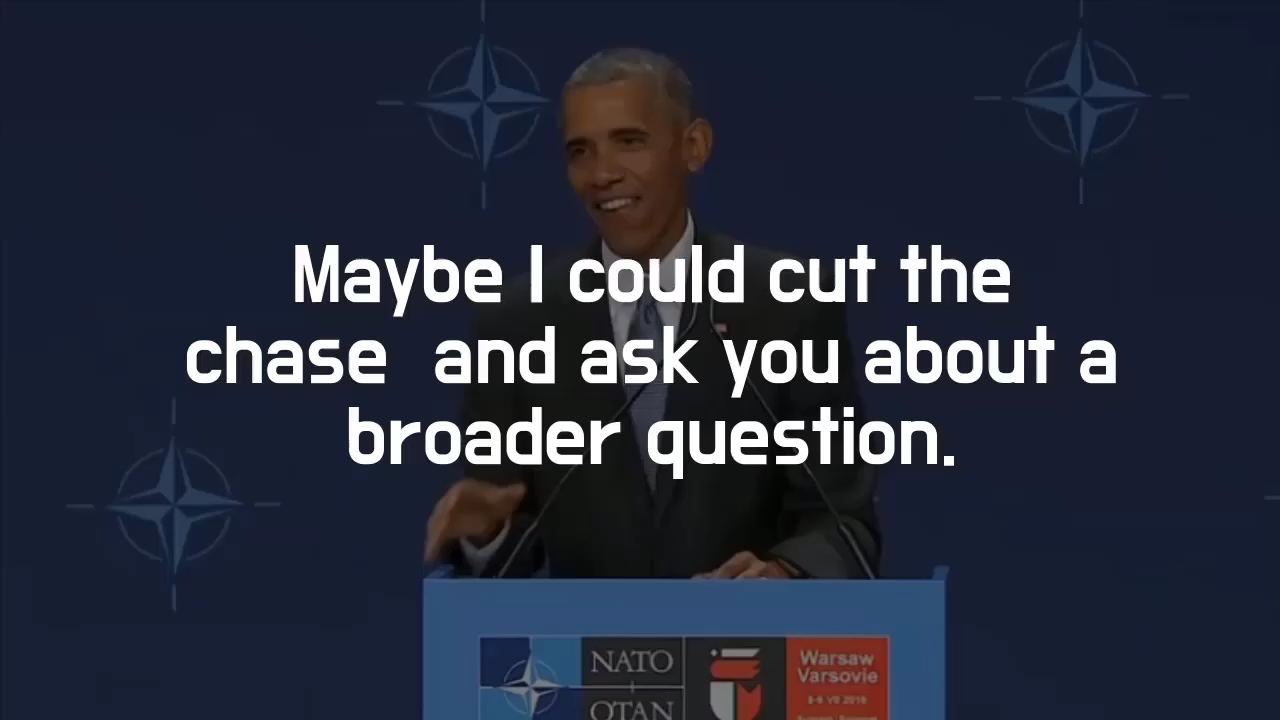 Maybe I could cut the
chase and ask you about a
broader question.
NATO
OTAN
Warsaw
Varsovie